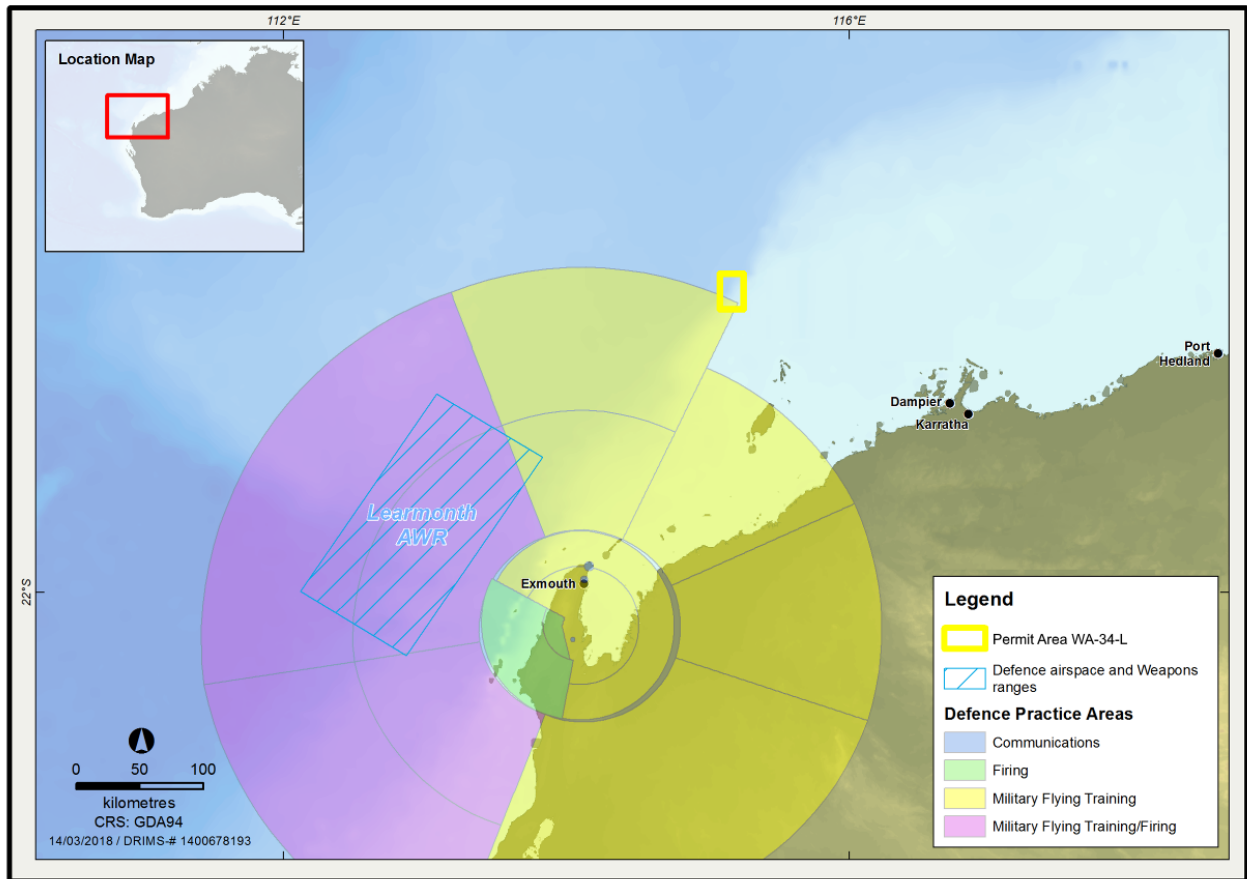 112°E
116°E
Location Map
Port
Hedland
Dampier
Karratha
Learmonth
AWR
Exmouth
22°S
0 50 100
kilometres
CRS: GDA94
14/03/2018 / DRIMS-# 1400678193
Legend
Permit Area WA-34-L
Defence airspace and Weapons
ranges
Defence Practice Areas
Communications
Firing
Military Flying Training
Military Flying Training/Firing